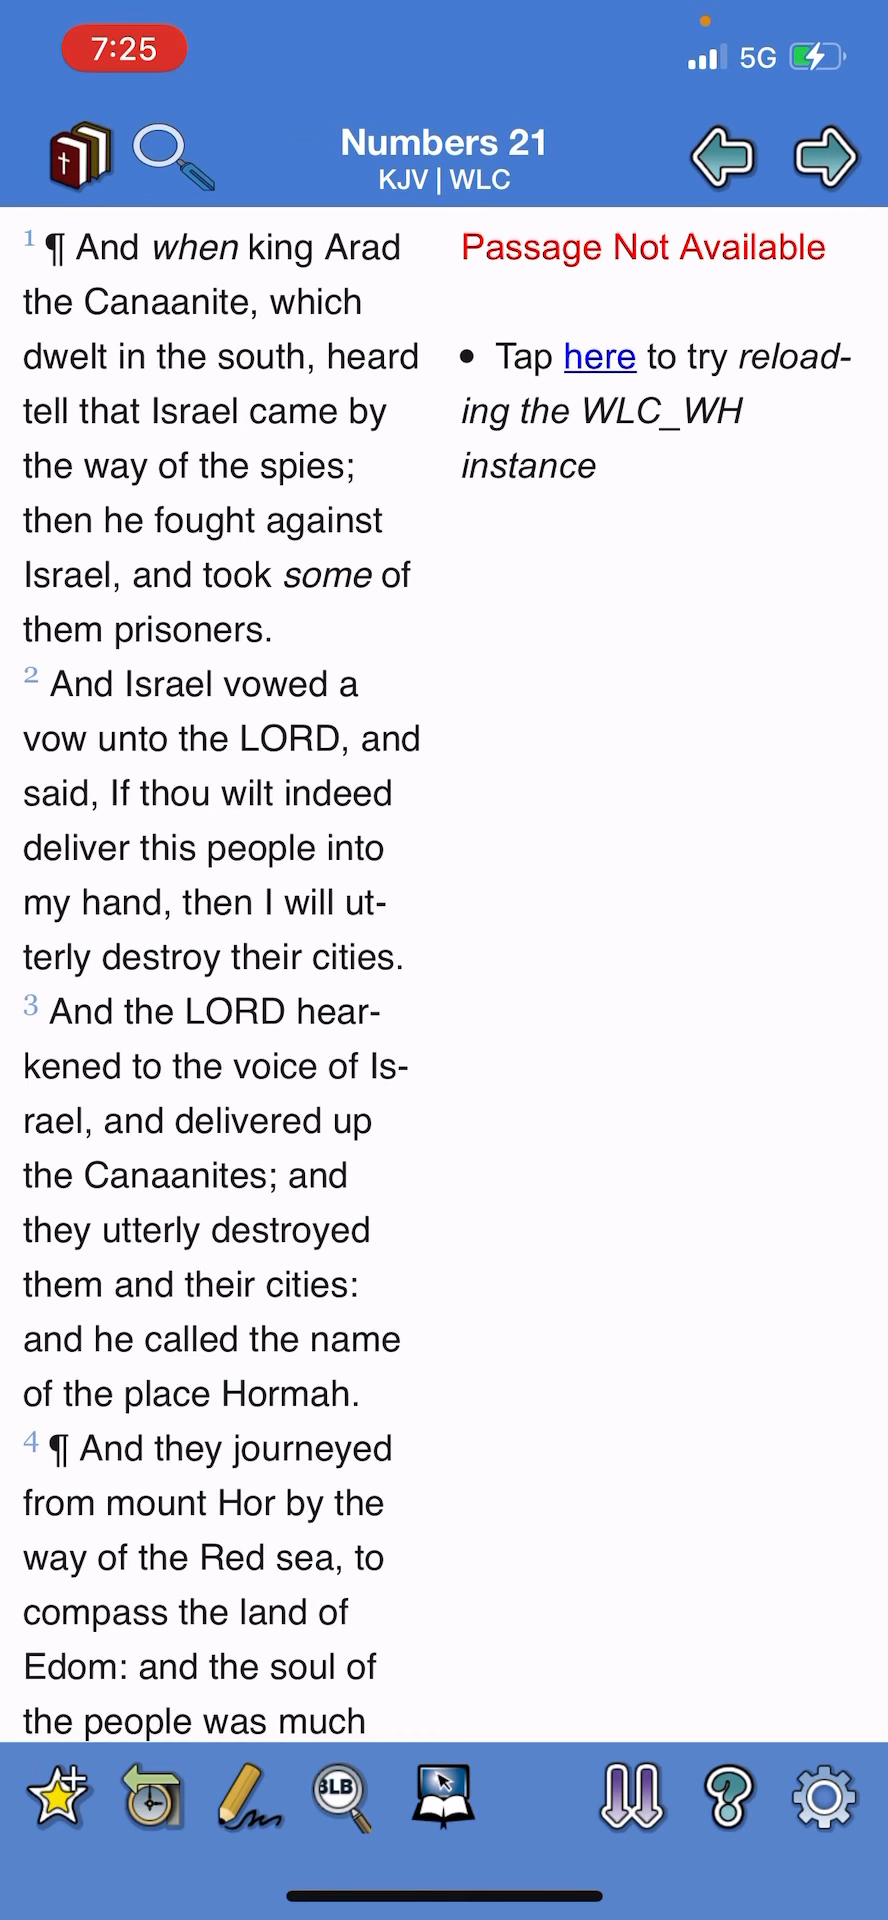 7:25
5G
Numbers 21
KJV | WLC
1 ¶ And when king Arad
the Canaanite, which
dwelt in the south, heard
tell that Israel came by
the way of the spies;
then he fought against
Israel, and took some of
them prisoners.
2 And Israel vowed a
vow unto the LORD, and
said, If thou wilt indeed
deliver this people into
my hand, then I will ut-
terly destroy their cities.
3 And the LORD hear-
kened to the voice of Is-
rael, and delivered up
the Canaanites; and
they utterly destroyed
them and their cities:
and he called the name
of the place Hormah.
4 ¶ And they journeyed
from mount Hor by the
way of the Red sea, to
compass the land of
Edom: and the soul of
the people was much
Passage Not Available
• Tap here to try reload-
ing the WLC_WH
instance
BLB
?